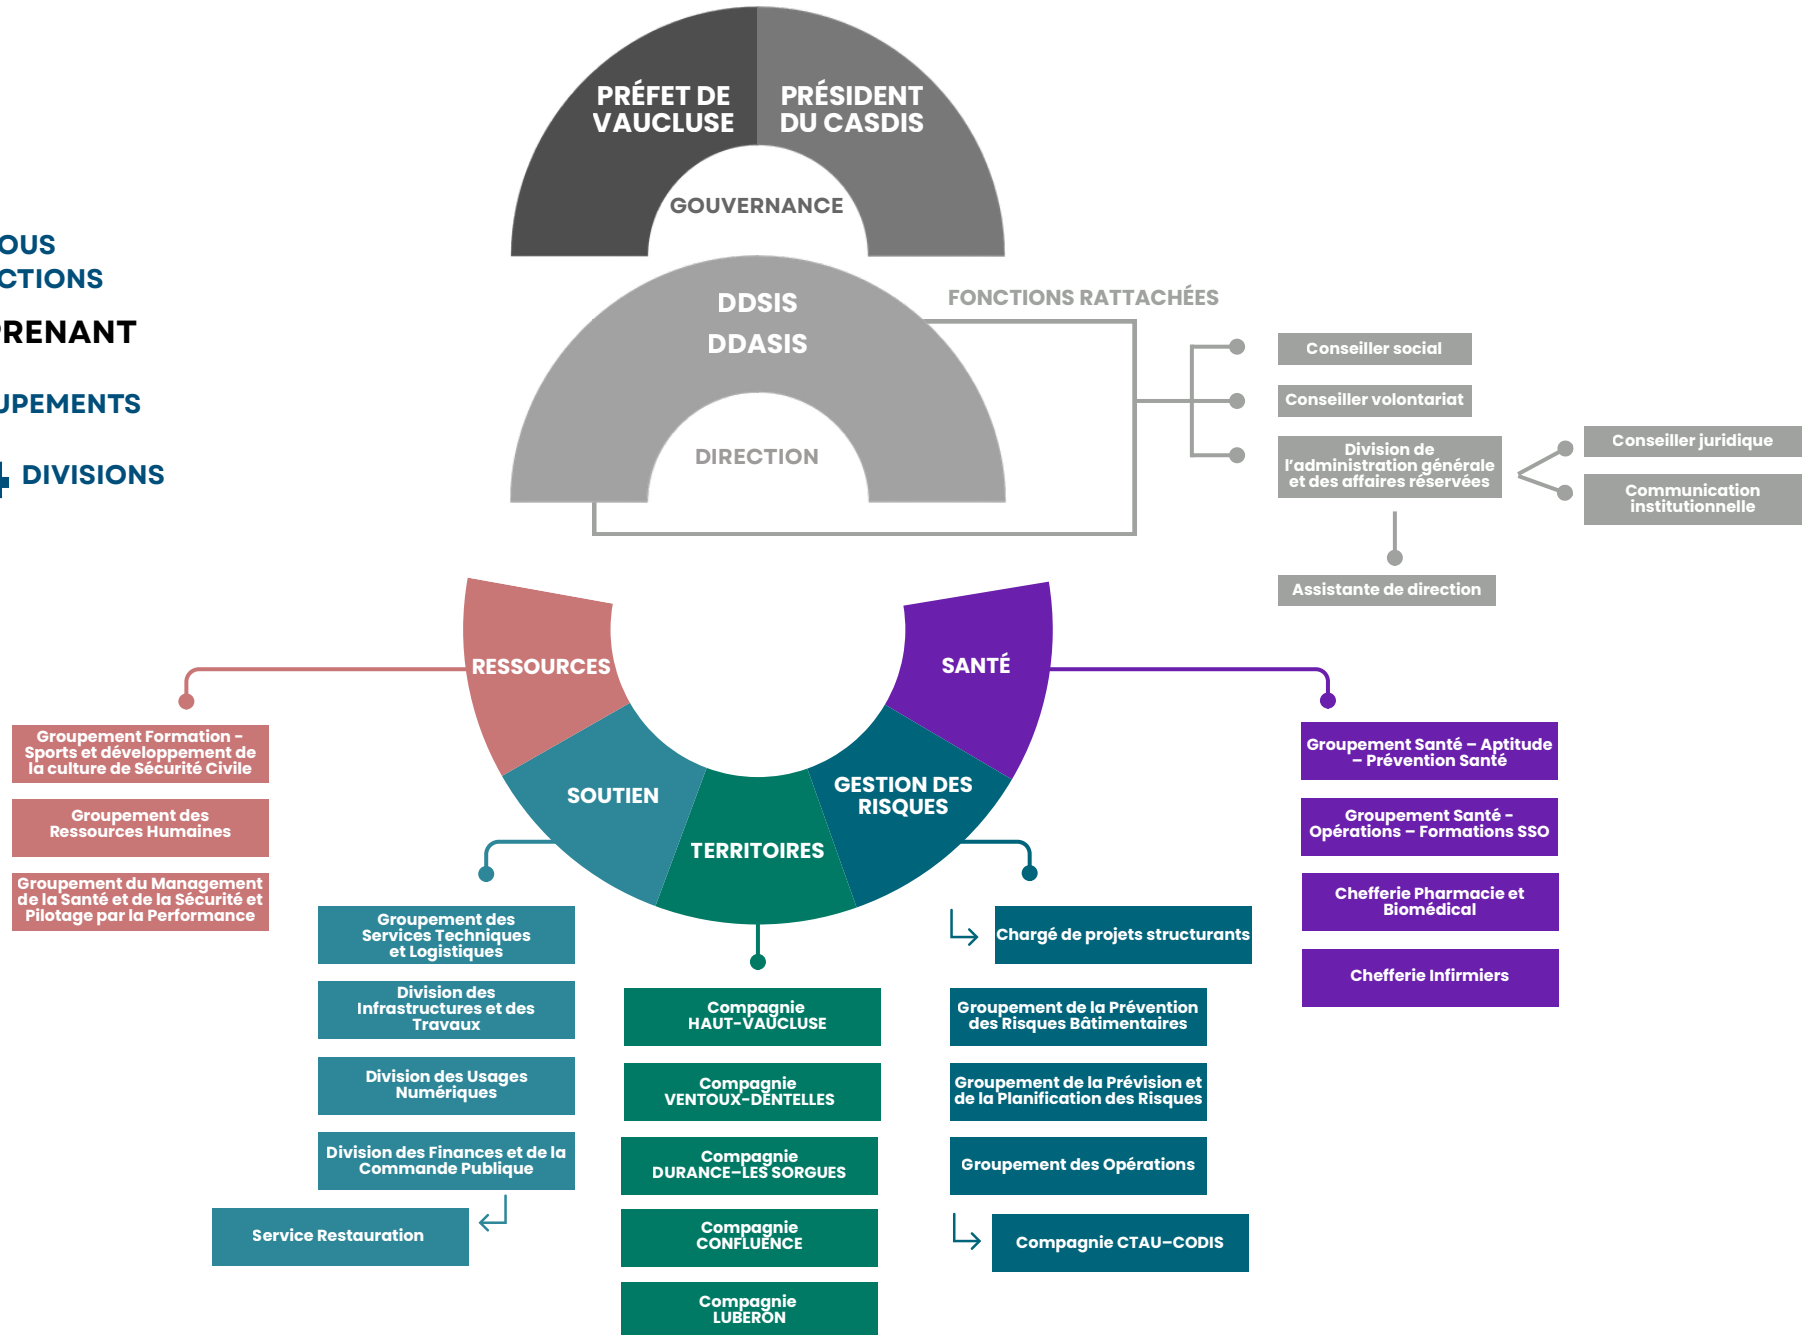 PRÉFET DE
VAUCLUSE
PRÉSIDENT
DU CASDIS
GOUVERNANCE
OUS
CTIONS
PRENANT
UPEMENTS
DIVISIONS
DDSIS
DDASIS
DIRECTION
FONCTIONS RATTACHÉES
Conseiller social
Conseiller volontariat
Division de
l’administration générale
et des affaires réservées
Conseiller juridique
Communication
institutionnelle
Assistante de direction
RESSOURCES
SOUTIEN
TERRITOIRES
GESTION DES
RISQUES
SANTÉ
Groupement Formation -
Sports et développement de
la culture de Sécurité Civile
Groupement des
Ressources Humaines
Groupement du Management
de la Santé et de la Sécurité et
Pilotage par la Performance
Groupement des
Services Techniques
et Logistiques
Division des
Infrastructures et des
Travaux
Division des Usages
Numériques
Division des Finances et de la
Commande Publique
Service Restauration
Compagnie
HAUT-VAUCLUSE
Compagnie
VENTOUX-DENTELLES
Compagnie
DURANCE–LES SORGUES
Compagnie
CONFLUENCE
Compagnie
LUBERON
Chargé de projets structurants
Groupement de la Prévention
des Risques Bâtimentaires
Groupement de la Prévision et
de la Planification des Risques
Groupement des Opérations
Compagnie CTAU–CODIS
Groupement Santé – Aptitude
– Prévention Santé
Groupement Santé -
Opérations – Formations SSO
Chefferie Pharmacie et
Biomédical
Chefferie Infirmiers